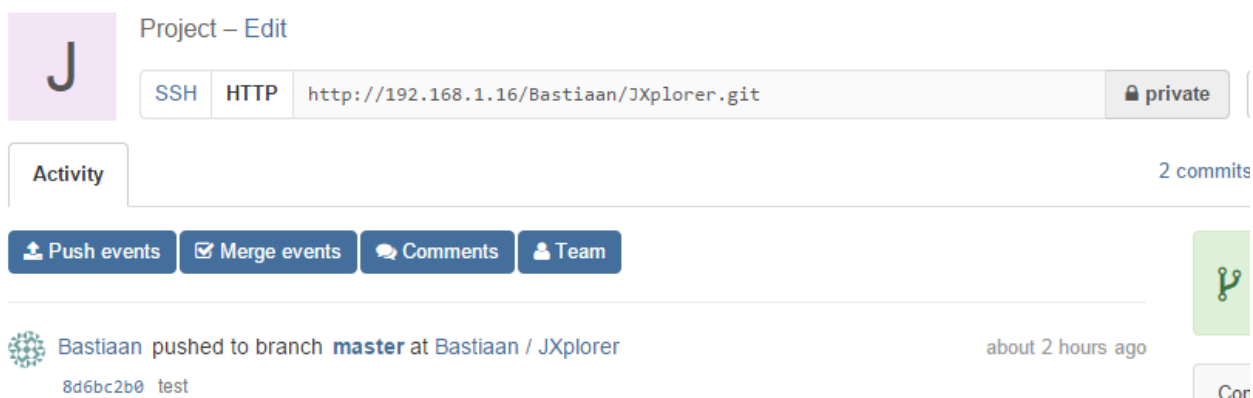 J
Project – Edit
SSH HTTP http://192.168.1.16/Bastiaan/JXplorer.git private
Activity 2 commits
Push events Merge events Comments Team
Bastiaan pushed to branch master at Bastiaan / JXplorer about 2 hours ago
8d6bc2b0 test